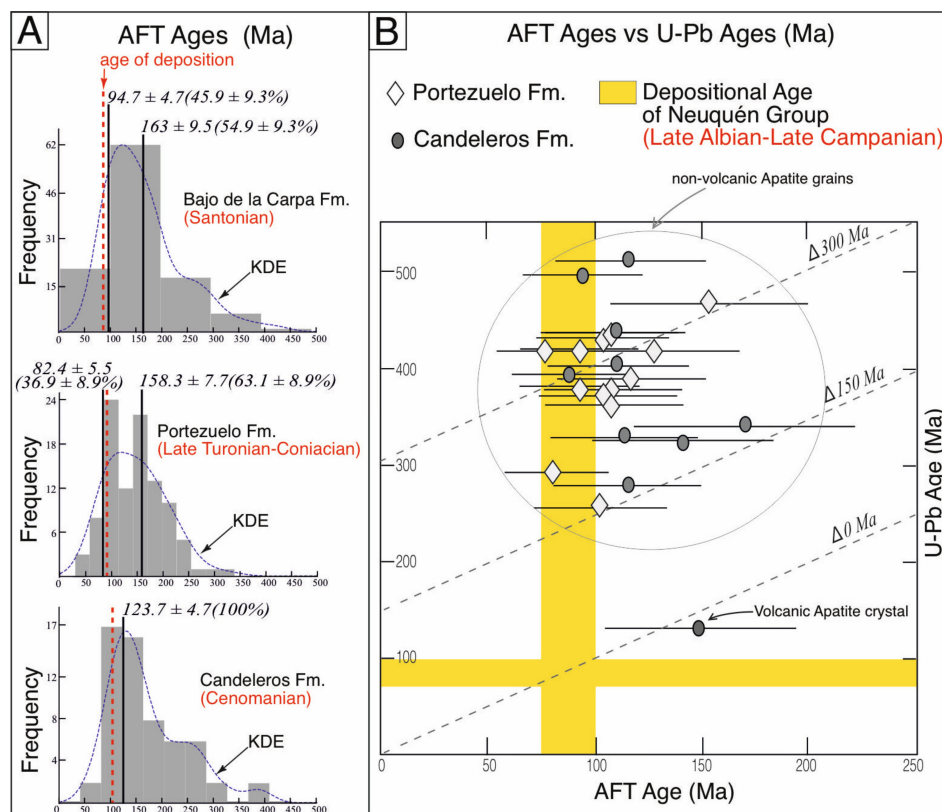 A
AFT Ages (Ma)
age of deposition
94.7 ± 4.7(45.9 ± 9.3%)
163 ± 9.5(54.9 ± 9.3%)
62
46
31
15
Frequency
Bajo de la Carpa Fm.
(Santonian)
KDE
0 50 100 150 200 250 300 350 400 450 500
82.4 ± 5.5
(36.9 ± 8.9%)
158.3 ± 7.7(63.1 ± 8.9%)
24
18
12
6
Frequency
Portezuelo Fm.
(Late Turonian-Coniacian)
KDE
0 50 100 150 200 250 300 350 400 450 500
123.7 ± 4.7(100%)
17
12
8
4
Frequency
Candeleros Fm.
(Cenomanian)
KDE
0 50 100 150 200 250 300 350 400 450 500
B
AFT Ages vs U-Pb Ages (Ma)
Portezuelo Fm.
Candeleros Fm.
Depositional Age
of Neuquén Group
(Late Albian-Late Campanian)
non-volcanic Apatite grains
Δ300 Ma
Δ150 Ma
Δ0 Ma
500
400
300
200
100
Volcanic Apatite crystal
U-Pb Age (Ma)
0 50 100 150 200 250
AFT Age (Ma)